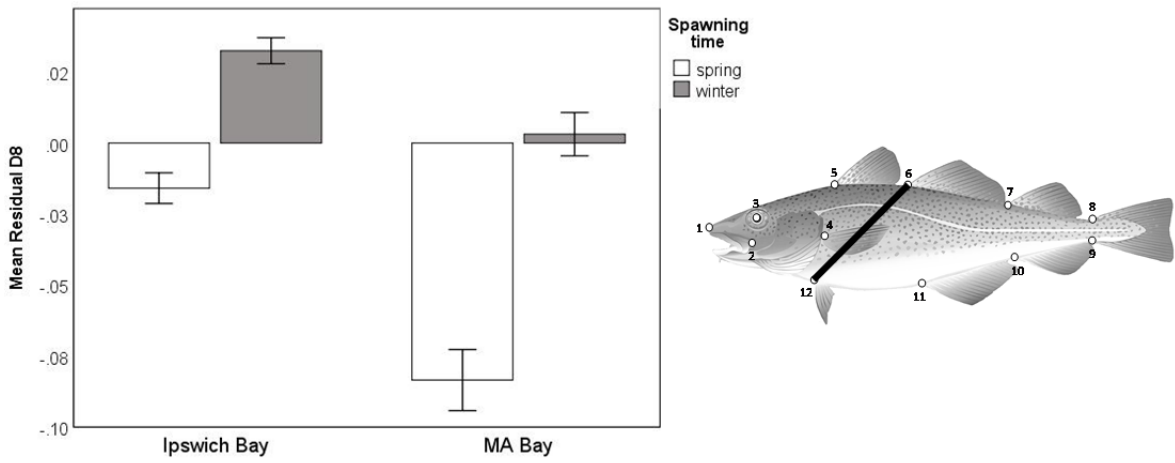 Mean Residual D8
.02
.00
-.03
-.05
-.08
-.10
Ipswich Bay
MA Bay
Spawning
time
spring
winter
1
2
3
4
5
6
7
8
9
10
11
12